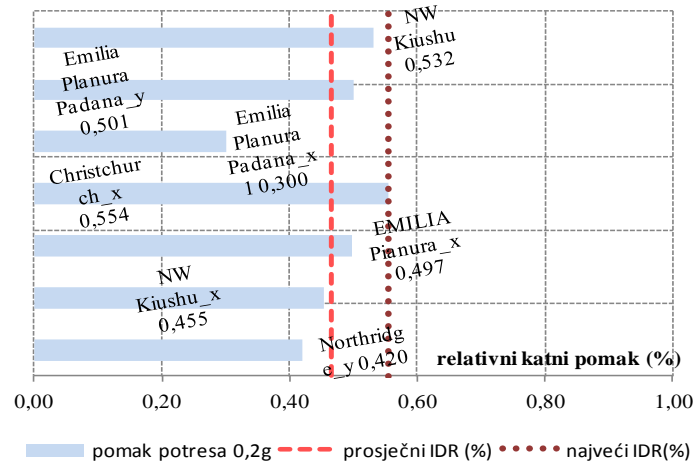 NW
Kiushu
0,532
Emilia
Planura
Padana_y
0,501
Emilia
Planura
Padana_x
1 0,300
Christchur
ch_x
0,554
EMILIA
Pianura_x
0,497
NW
Kiushu_x
0,455
Northridg
e_y 0,420
relativni katni pomak (%)
0,00 0,20 0,40 0,60 0,80 1,00
pomak potresa 0,2g prosječni IDR (%) najveći IDR(%)